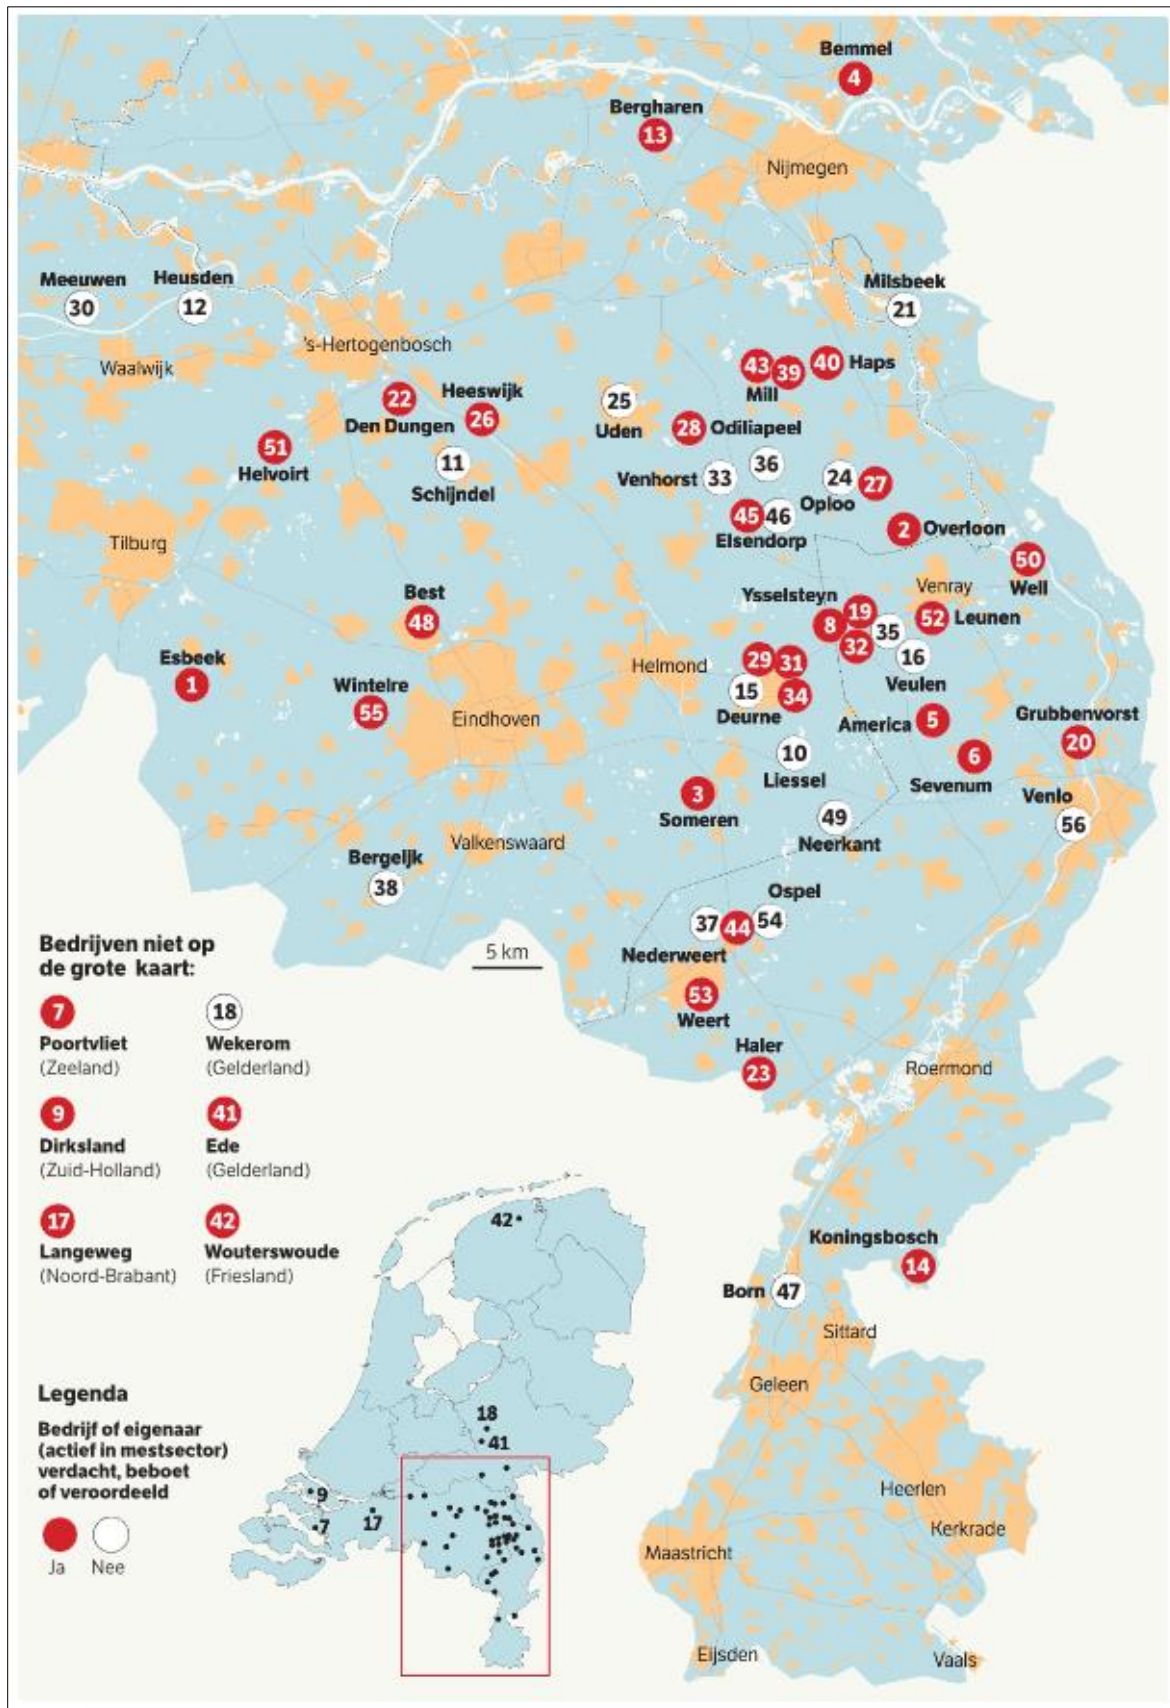 Bemmel
4
Bergharen
13
Nijmegen
Meeuwen
30
Heusden
12
Milsbeek
21
's-Hertogenbosch
Waalwijk
43
39
40 Haps
Mill
22
Den Dungen
Heeswijk
26
25
Uden
28 Odiliapeel
51
Helvoirt
11
Schijndel
Venhorst 33
36
24
27
Oploo
45
46
Elsendorp
2 Overloon
Tilburg
50
Well
Best
48
Ysselsteyn
19
8
32
35
Venray
52 Leunen
16
Veulen
Esbeek
1
Wintelre
55
Helmond
29
31
15
34
Deurne
Eindhoven
America 5
Grubbenvorst
20
10
Liessel
6
Sevenum
3
Someren
Venlo
56
49
Neerkant
Valkenswaard
Bergeijk
38
Ospel
37
44
54
Nederweert
5 km
53
Weert
Haler
23
Roermond
Bedrijven niet op
de grote kaart:
7
Poortvliet
(Zeeland)
18
Wekerom
(Gelderland)
9
Dirksland
(Zuid-Holland)
41
Ede
(Gelderland)
17
Langeweg
(Noord-Brabant)
42
Wouterswoude
(Friesland)
42
18
41
9
7
17
Koningsbosch
14
Born 47
Sittard
Geleen
Heerlen
Kerkrade
Maastricht
Eijsden
Vaals
Legenda
Bedrijf of eigenaar
(actief in mestsector)
verdacht, beboet
of veroordeeld
Ja Nee